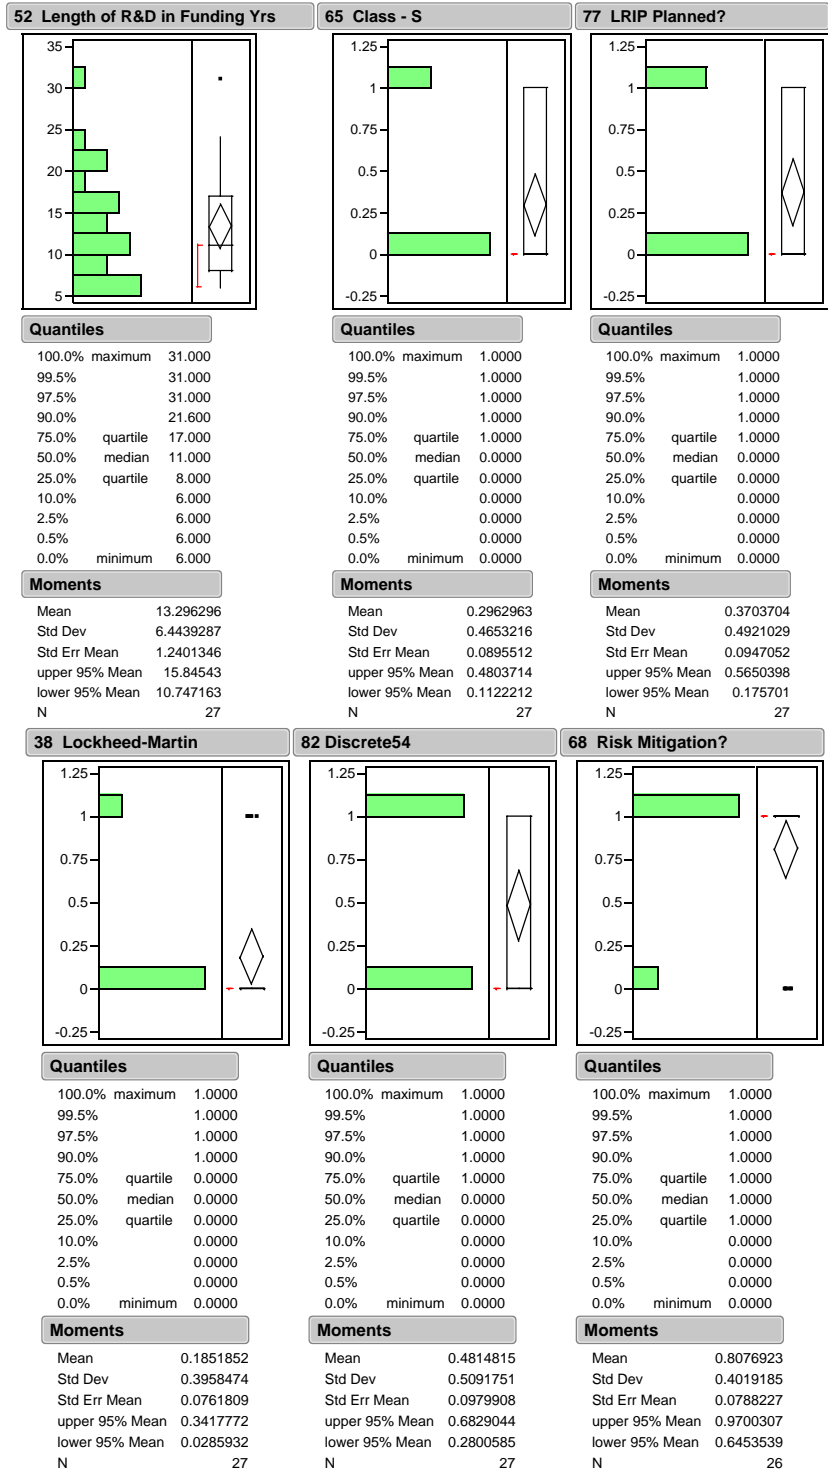 52 Length of R&D in Funding Yrs
35
30
25
20
15
10
5
Quantiles
100.0% maximum 31.000
99.5% 31.000
97.5% 31.000
90.0% 21.600
75.0% quartile 17.000
50.0% median 11.000
25.0% quartile 8.000
10.0% 6.000
2.5% 6.000
0.5% 6.000
0.0% minimum 6.000
Moments
Mean 13.296296
Std Dev 6.4439287
Std Err Mean 1.2401346
upper 95% Mean 15.84543
lower 95% Mean 10.747163
N 27
65 Class - S
1.25
1
0.75
0.5
0.25
0
-0.25
Quantiles
100.0% maximum 1.0000
99.5% 1.0000
97.5% 1.0000
90.0% 1.0000
75.0% quartile 1.0000
50.0% median 0.0000
25.0% quartile 0.0000
10.0% 0.0000
2.5% 0.0000
0.5% 0.0000
0.0% minimum 0.0000
Moments
Mean 0.2962963
Std Dev 0.4653216
Std Err Mean 0.0895512
upper 95% Mean 0.4803714
lower 95% Mean 0.1122212
N 27
77 LRIP Planned?
1.25
1
0.75
0.5
0.25
0
-0.25
Quantiles
100.0% maximum 1.0000
99.5% 1.0000
97.5% 1.0000
90.0% 1.0000
75.0% quartile 1.0000
50.0% median 0.0000
25.0% quartile 0.0000
10.0% 0.0000
2.5% 0.0000
0.5% 0.0000
0.0% minimum 0.0000
Moments
Mean 0.3703704
Std Dev 0.4921029
Std Err Mean 0.0947052
upper 95% Mean 0.5650398
lower 95% Mean 0.175701
N 27
38 Lockheed-Martin
1.25
1
0.75
0.5
0.25
0
-0.25
Quantiles
100.0% maximum 1.0000
99.5% 1.0000
97.5% 1.0000
90.0% 1.0000
75.0% quartile 0.0000
50.0% median 0.0000
25.0% quartile 0.0000
10.0% 0.0000
2.5% 0.0000
0.5% 0.0000
0.0% minimum 0.0000
Moments
Mean 0.1851852
Std Dev 0.3958474
Std Err Mean 0.0761809
upper 95% Mean 0.3417772
lower 95% Mean 0.0285932
N 27
82 Discrete54
1.25
1
0.75
0.5
0.25
0
-0.25
Quantiles
100.0% maximum 1.0000
99.5% 1.0000
97.5% 1.0000
90.0% 1.0000
75.0% quartile 1.0000
50.0% median 0.0000
25.0% quartile 0.0000
10.0% 0.0000
2.5% 0.0000
0.5% 0.0000
0.0% minimum 0.0000
Moments
Mean 0.4814815
Std Dev 0.5091751
Std Err Mean 0.0979908
upper 95% Mean 0.6829044
lower 95% Mean 0.2800585
N 27
68 Risk Mitigation?
1.25
1
0.75
0.5
0.25
0
-0.25
Quantiles
100.0% maximum 1.0000
99.5% 1.0000
97.5% 1.0000
90.0% 1.0000
75.0% quartile 1.0000
50.0% median 1.0000
25.0% quartile 1.0000
10.0% 0.0000
2.5% 0.0000
0.5% 0.0000
0.0% minimum 0.0000
Moments
Mean 0.8076923
Std Dev 0.4019185
Std Err Mean 0.0788227
upper 95% Mean 0.9700307
lower 95% Mean 0.6453539
N 26